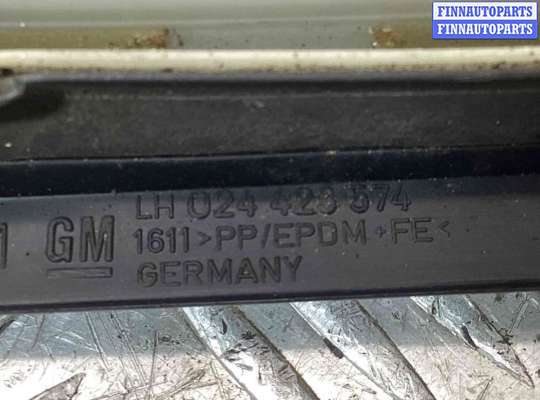 FINNAUTOPARTS
FINNAUTOPARTS
GM
LH 024 423 574
1611 >PP/EPDM+FE<
GERMANY